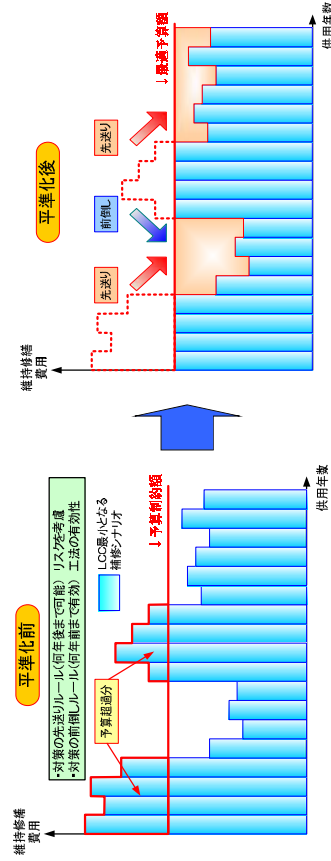 平準化前
維持修繕
費用
・対策の先送りルール（何年後まで可能） リスクを考慮
・対策の前倒しルール（何年前まで有効） 工法の有効性
LCC最小となる
補修シナリオ
予算超過分
↓予算制約額
供用年数
平準化後
維持修繕
費用
先送り
前倒し
先送り
↓最適予算額
供用年数